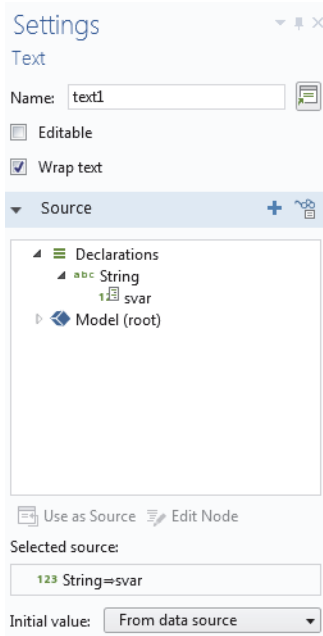 Settings
Text
Name: text1
Editable
Wrap text
Source
Declarations
abc String
svar
Model (root)
Use as Source Edit Node
Selected source:
123 String⇒svar
Initial value: From data source